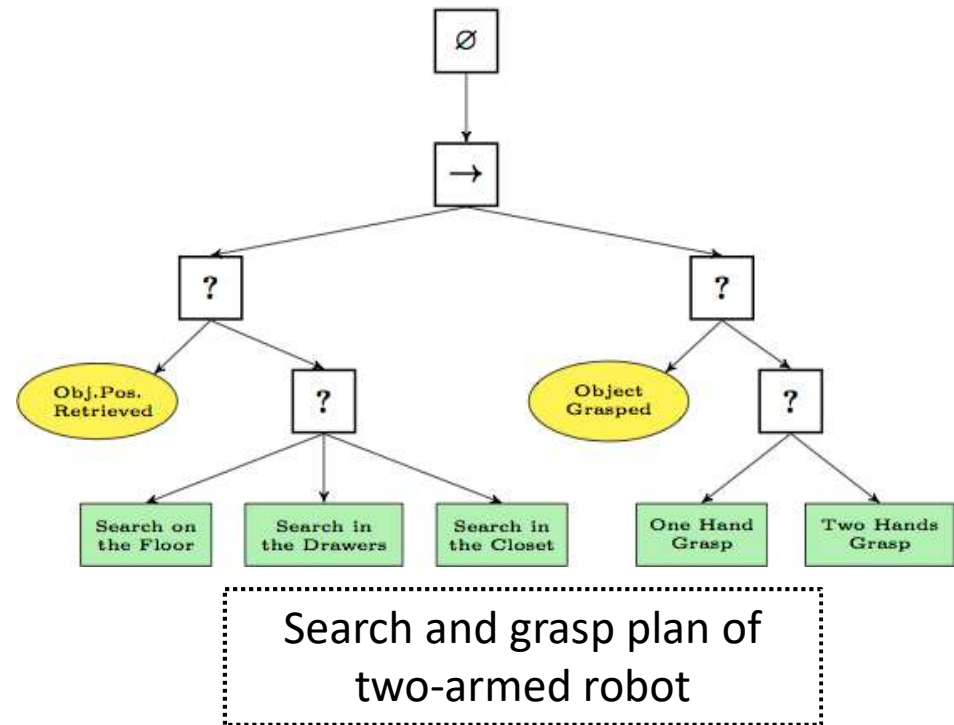 ∅
→
?
?
Obj.Pos.
Retrieved
?
Object
Grasped
?
Search on
the Floor
Search in
the Drawers
Search in
the Closet
One Hand
Grasp
Two Hands
Grasp
Search and grasp plan of
two-armed robot